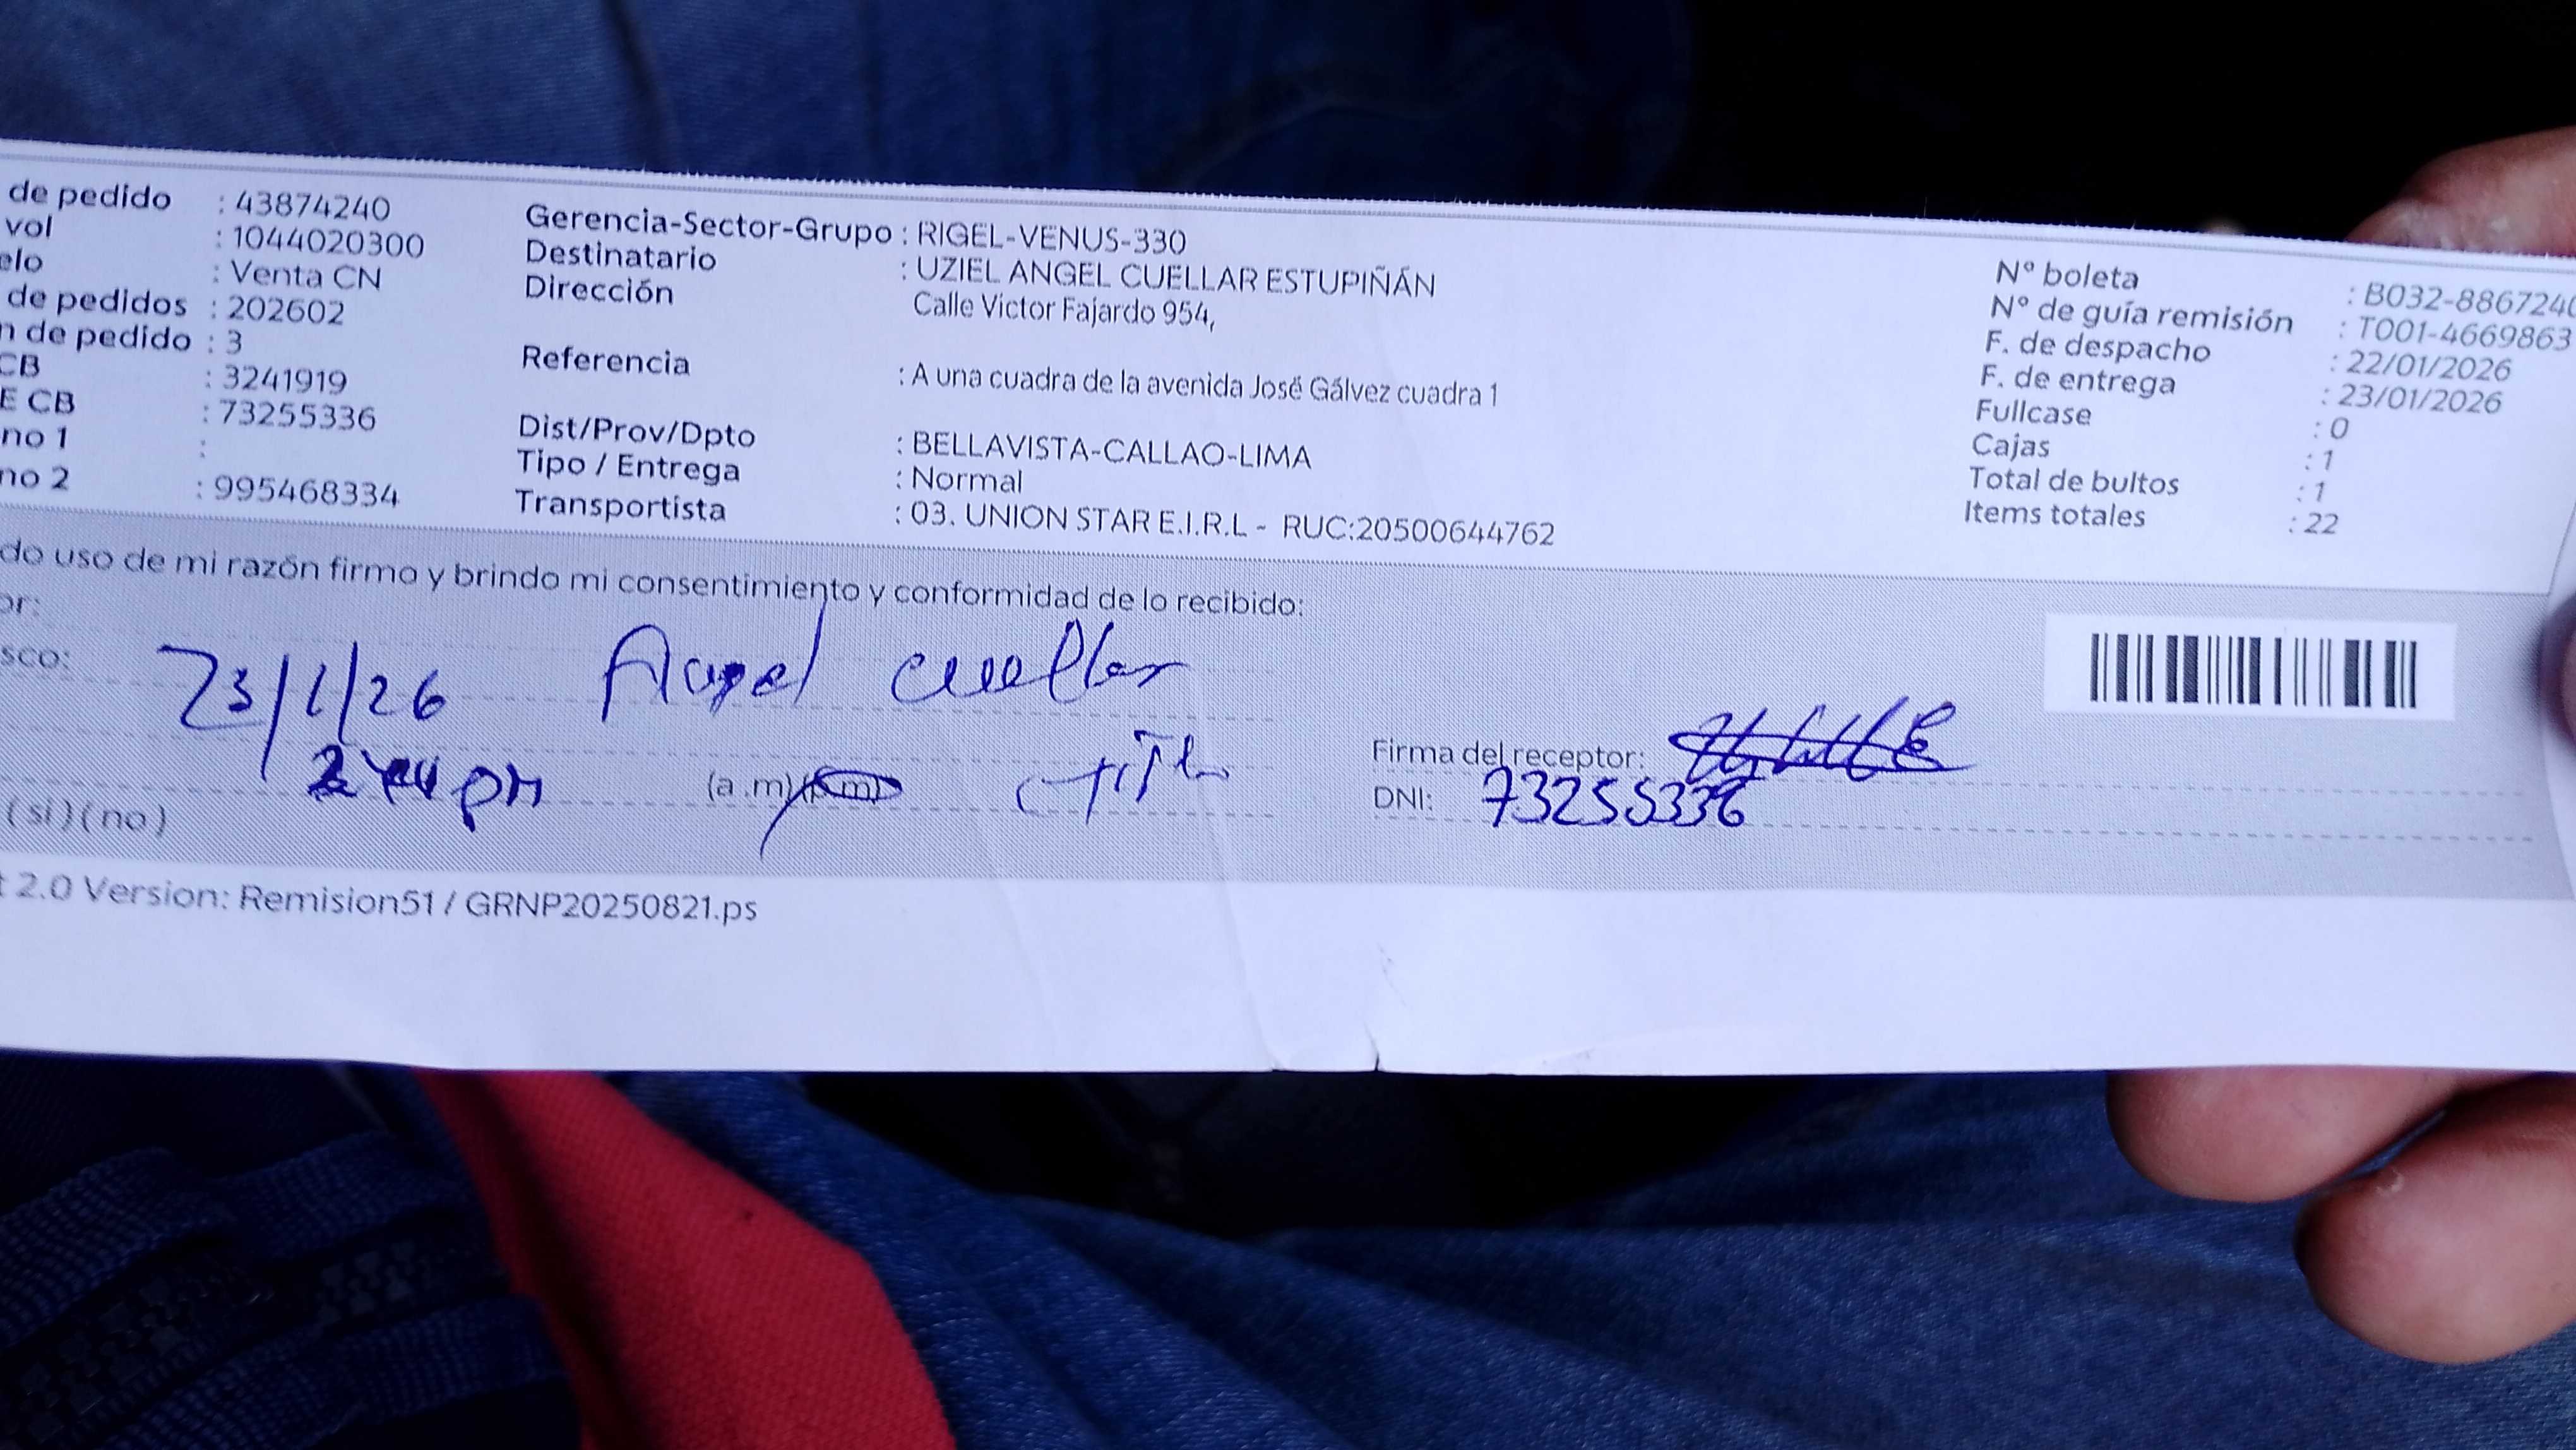 de pedido : 43874240
vol : 1044020300
elo : Venta CN
de pedidos : 202602
n de pedido : 3
CB : 3241919
E CB : 73255336
no 1 :
no 2 : 995468334
Gerencia-Sector-Grupo : RIGEL-VENUS-330
Destinatario : UZIEL ANGEL CUELLAR ESTUPIÑÁN
Dirección Calle Victor Fajardo 954,
Referencia : A una cuadra de la avenida José Gálvez cuadra 1
Dist/Prov/Dpto : BELLAVISTA-CALLAO-LIMA
Tipo / Entrega : Normal
Transportista : 03. UNION STAR E.I.R.L - RUC:20500644762
Nº boleta : B032-8867240
Nº de guía remisión : T001-4669863
F. de despacho : 22/01/2026
F. de entrega : 23/01/2026
Fullcase : 0
Cajas : 1
Total de bultos : 1
Items totales : 22
do uso de mi razón firmo y brindo mi consentimiento y conformidad de lo recibido:
or:
sco: 23/1/26 Angel Cuellar
pm (a.m)
Firma del receptor:
DNI: 73255336
(si)(no)
t 2.0 Version: Remision51 / GRNP20250821.ps